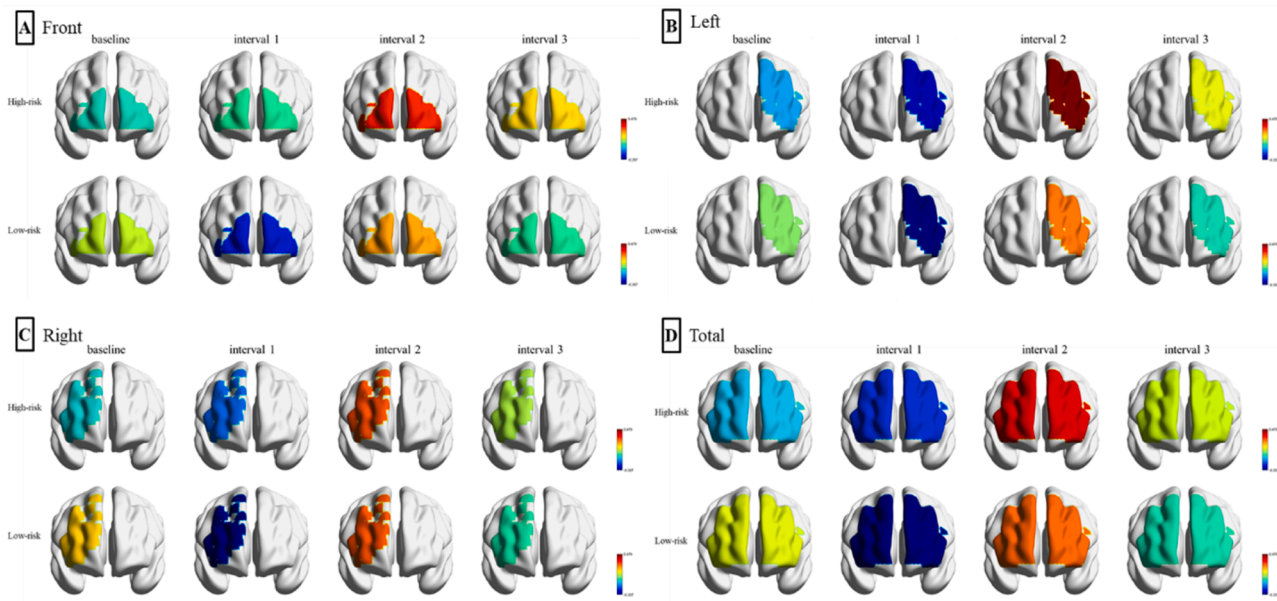 A Front
baseline interval 1 interval 2 interval 3
High-risk
Low-risk
B Left
baseline interval 1 interval 2 interval 3
High-risk
Low-risk
C Right
baseline interval 1 interval 2 interval 3
High-risk
Low-risk
D Total
baseline interval 1 interval 2 interval 3
High-risk
Low-risk